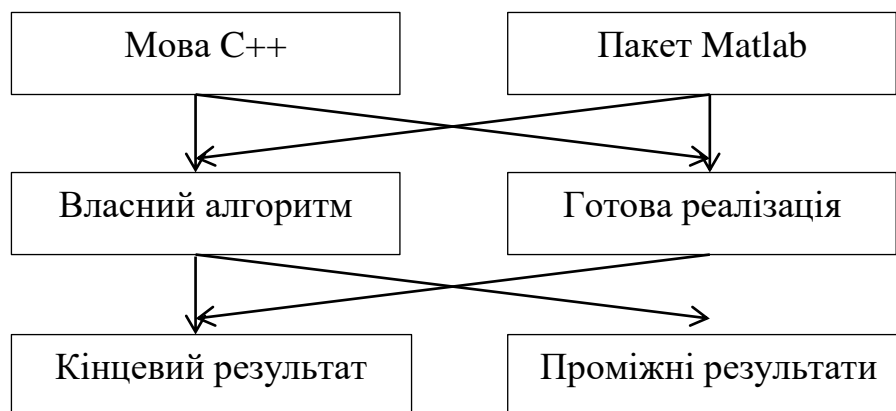 Мова C++
Пакет Matlab
Власний алгоритм
Готова реалізація
Кінцевий результат
Проміжні результати